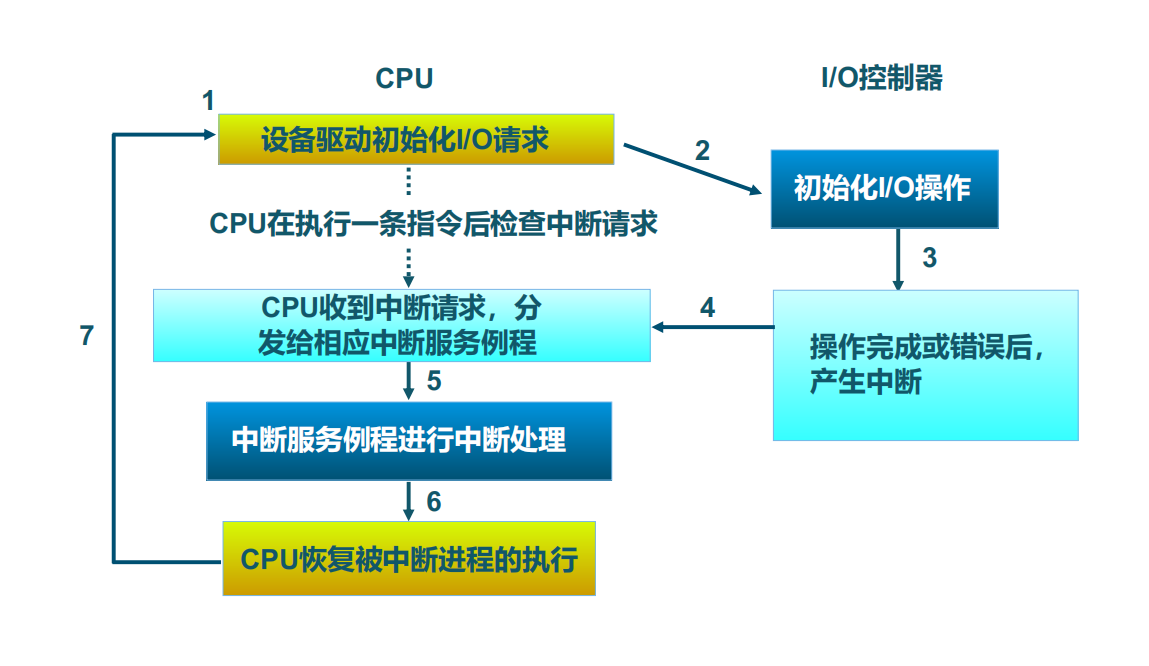 CPU
I/O控制器
1
设备驱动初始化I/O请求
2
初始化I/O操作
CPU在执行一条指令后检查中断请求
3
CPU收到中断请求，分
发给相应中断服务例程
4
操作完成或错误后，
产生中断
7
5
中断服务例程进行中断处理
6
CPU恢复被中断进程的执行